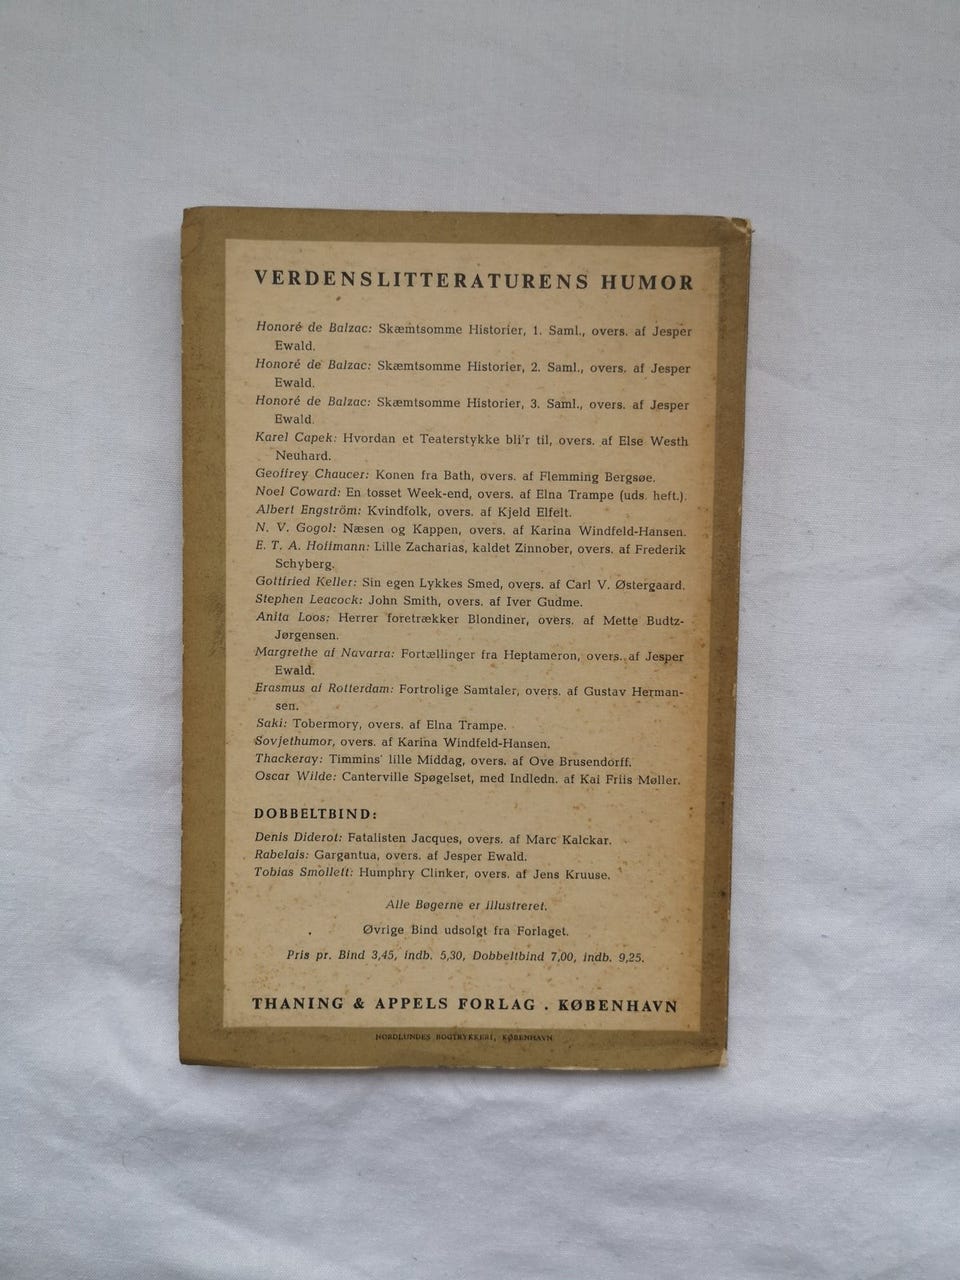 VERDENSLITTERATURENS HUMOR
Honoré de Balzac: Skæmtsomme Historier, 1. Saml., overs. af Jesper
Ewald.
Honoré de Balzac: Skæmtsomme Historier, 2. Saml., overs. af Jesper
Ewald.
Honoré de Balzac: Skæmtsomme Historier, 3. Saml., overs. af Jesper
Ewald.
Karel Capek: Hvordan et Teaterstykke bli'r til, overs. af Else Westh
Neuhard.
Geoffrey Chaucer: Konen fra Bath, overs. af Flemming Bergsøe.
Noel Coward: En tosset Week-end, overs. af Elna Trampe (uds. heft.).
Albert Engström: Kvindfolk, overs. af Kjeld Elfelt.
N. V. Gogol: Næsen og Kappen, overs. af Karina Windfeld-Hansen.
E. T. A. Hoffmann: Lille Zacharias, kaldet Zinnober, overs. af Frederik
Schyberg.
Gottfried Keller: Sin egen Lykkes Smed, overs. af Carl V. Østergaard.
Stephen Leacock: John Smith, overs. af Iver Gudme.
Anita Loos: Herrer foretrækker Blondiner, overs. af Mette Budtz-
Jørgensen.
Margrethe af Navarra: Fortællinger fra Heptameron, overs. af Jesper
Ewald.
Erasmus af Rotterdam: Fortrolige Samtaler, overs. af Gustav Herman-
sen.
Saki: Tobermory, overs. af Elna Trampe.
Sovjethumor, overs. af Karina Windfeld-Hansen.
Thackeray: Timmins' lille Middag, overs. af Ove Brusendorff.
Oscar Wilde: Canterville Spøgelset, med Indledn. af Kai Friis Møller.
DOBBELTBIND:
Denis Diderot: Fatalisten Jacques, overs. af Marc Kalckar.
Rabelais: Gargantua, overs. af Jesper Ewald.
Tobias Smollett: Humphry Clinker, overs. af Jens Kruuse.
Alle Bøgerne er illustreret.
Øvrige Bind udsolgt fra Forlaget.
Pris pr. Bind 3,45, indb. 5,30, Dobbeltbind 7,00, indb. 9,25.
THANING & APPELS FORLAG . KØBENHAVN
NORDLUNDES BOGTRYKKERI, KØBENHAVN